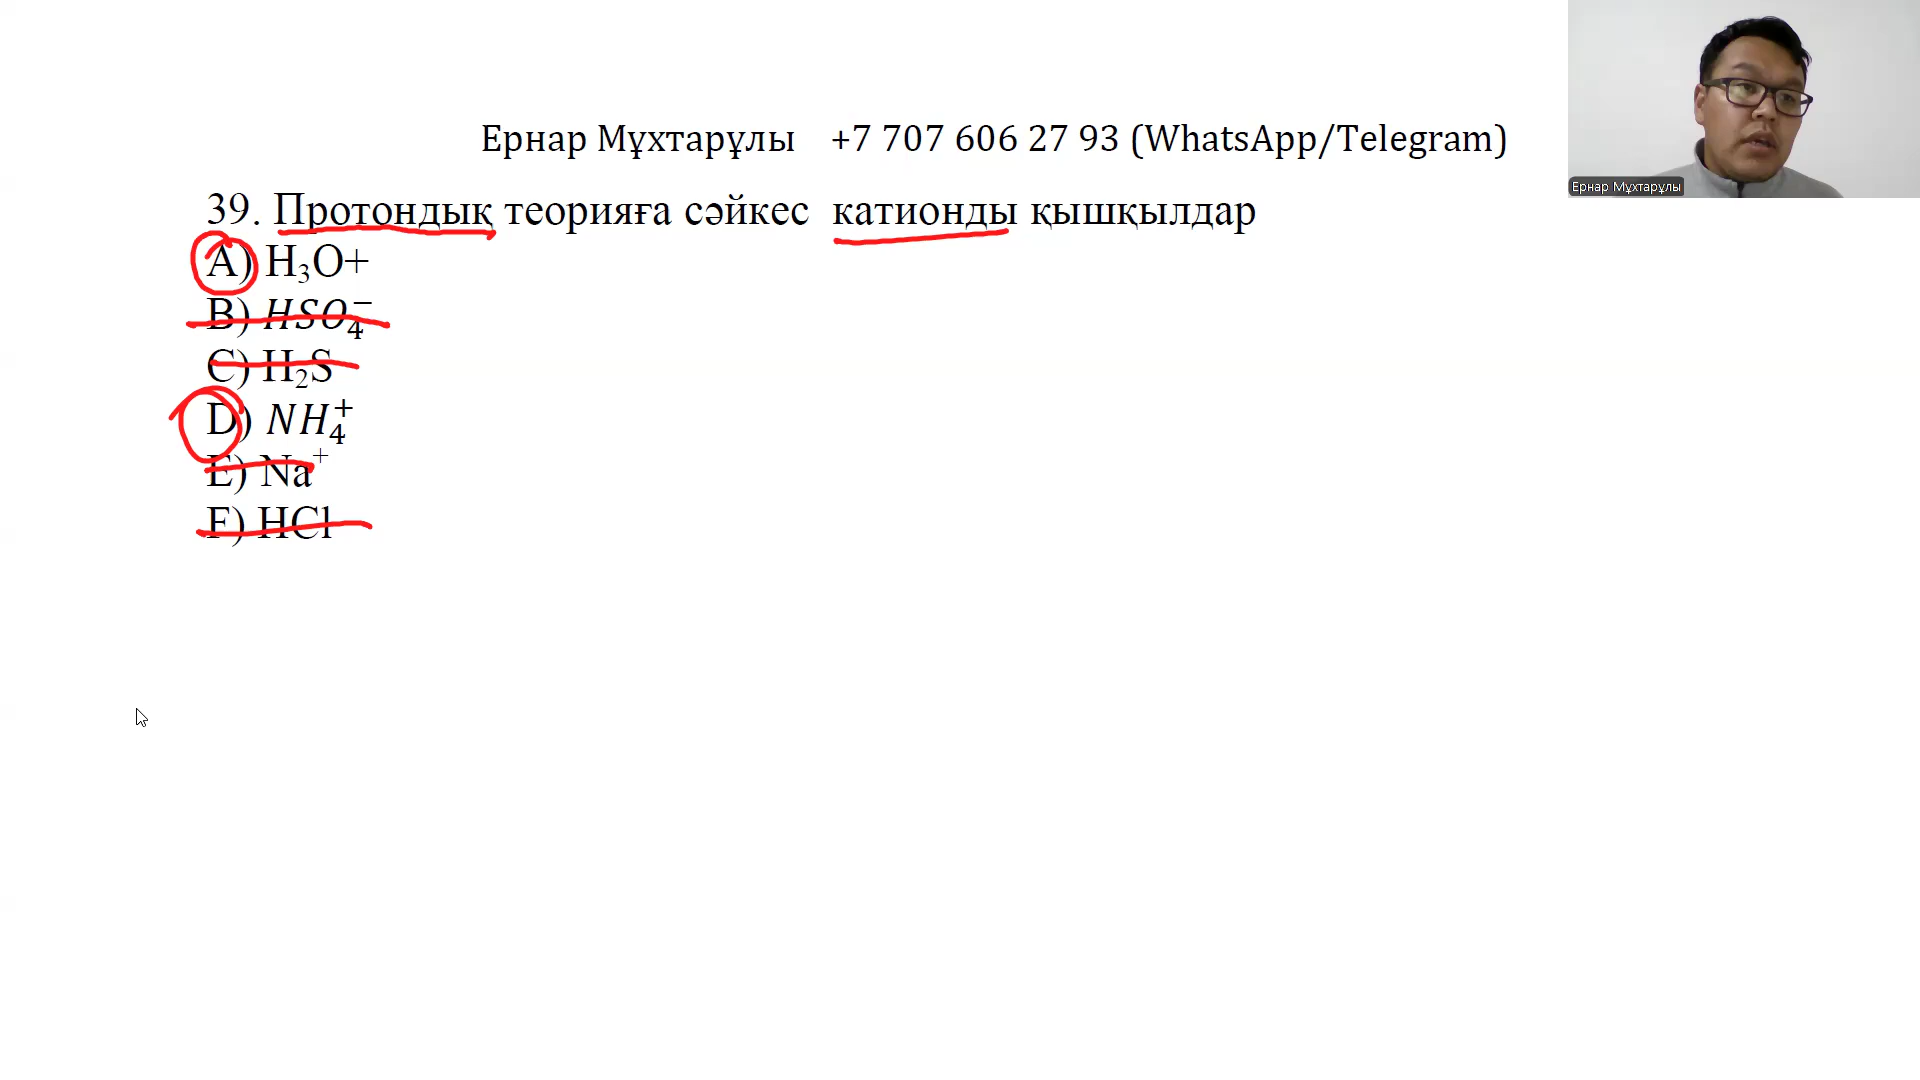 Ернар Мұхтарұлы +7 707 606 27 93 (WhatsApp/Telegram)
Ернар Мұхтарұлы
39. Протондық теорияға сәйкес катионды қышқылдар
A) H₃O+
B) HSO₄⁻
C) H₂S
D) NH₄⁺
E) Na⁺
F) HCl